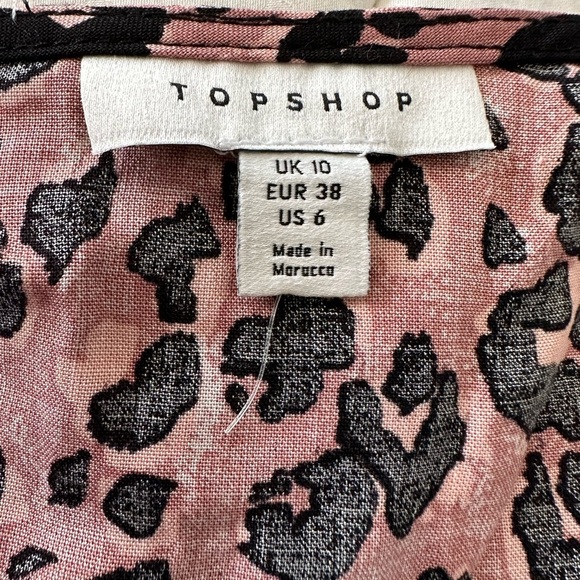 TOPSHOP
UK 10
EUR 38
US 6
Made in
Morocco